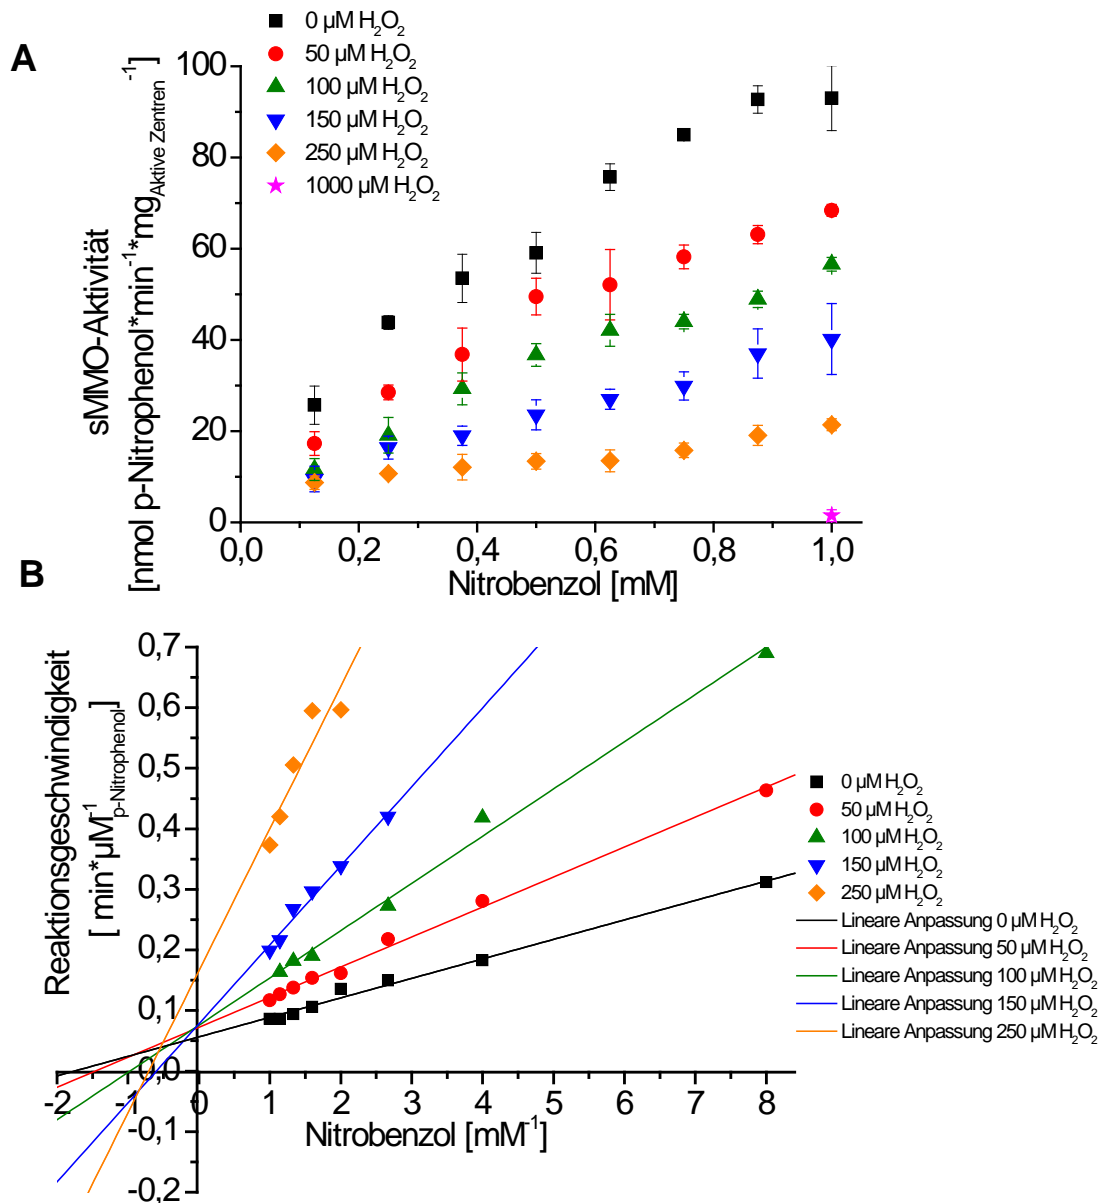 A
0 µM H₂O₂
50 µM H₂O₂
100 µM H₂O₂
150 µM H₂O₂
250 µM H₂O₂
1000 µM H₂O₂
sMMO-Aktivität
[nmol p-Nitrophenol*min⁻¹*mg_Aktive Zentren⁻¹]
100
80
60
40
20
0
0,0 0,2 0,4 0,6 0,8 1,0
Nitrobenzol [mM]
B
Reaktionsgeschwindigkeit
[ min*µM⁻¹p-Nitrophenol]
0,7
0,6
0,5
0,4
0,3
0,2
0,1
0,0
-0,1
-0,2
-2 -1 0 1 2 3 4 5 6 7 8
Nitrobenzol [mM⁻¹]
0 µM H₂O₂
50 µM H₂O₂
100 µM H₂O₂
150 µM H₂O₂
250 µM H₂O₂
Lineare Anpassung 0 µM H₂O₂
Lineare Anpassung 50 µM H₂O₂
Lineare Anpassung 100 µM H₂O₂
Lineare Anpassung 150 µM H₂O₂
Lineare Anpassung 250 µM H₂O₂